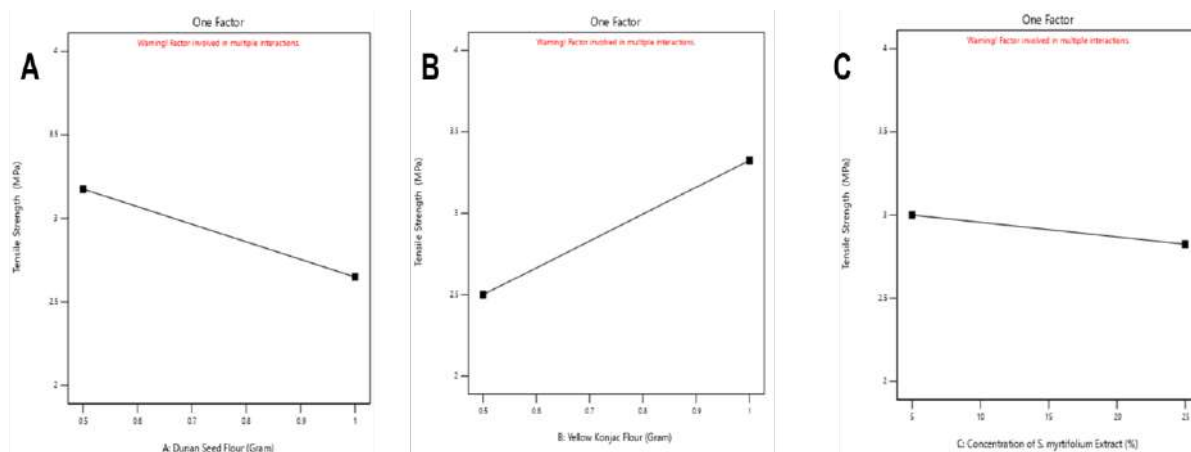 A
One Factor
Warning! Factor involved in multiple interactions.
Tensile Strength (MPa)
4
3.5
3
2.5
2
0.5 0.6 0.7 0.8 0.9 1
A: Durian Seed Flour (Gram)
B
One Factor
Warning! Factor involved in multiple interactions.
Tensile Strength (MPa)
4
3.5
3
2.5
2
0.5 0.6 0.7 0.8 0.9 1
B: Yellow Konjac Flour (Gram)
C
One Factor
Warning! Factor involved in multiple interactions.
Tensile Strength (MPa)
4
3.5
3
2.5
2
5 10 15 20 25
C: Concentration of S. myrtifolium Extract (%)